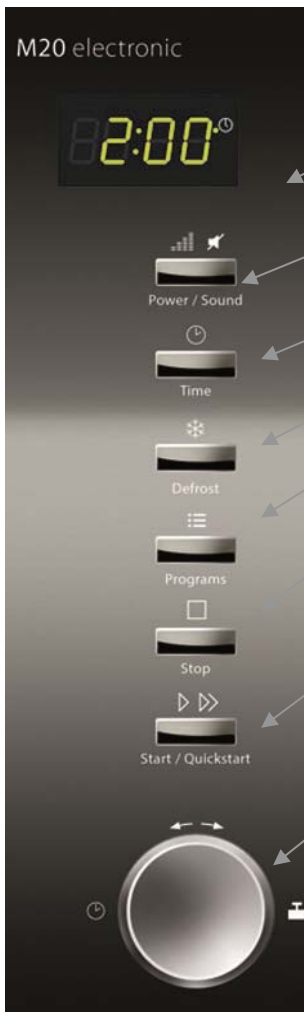 M20 electronic
2:00
Power / Sound
Time
Defrost
Programs
Stop
Start / Quickstart